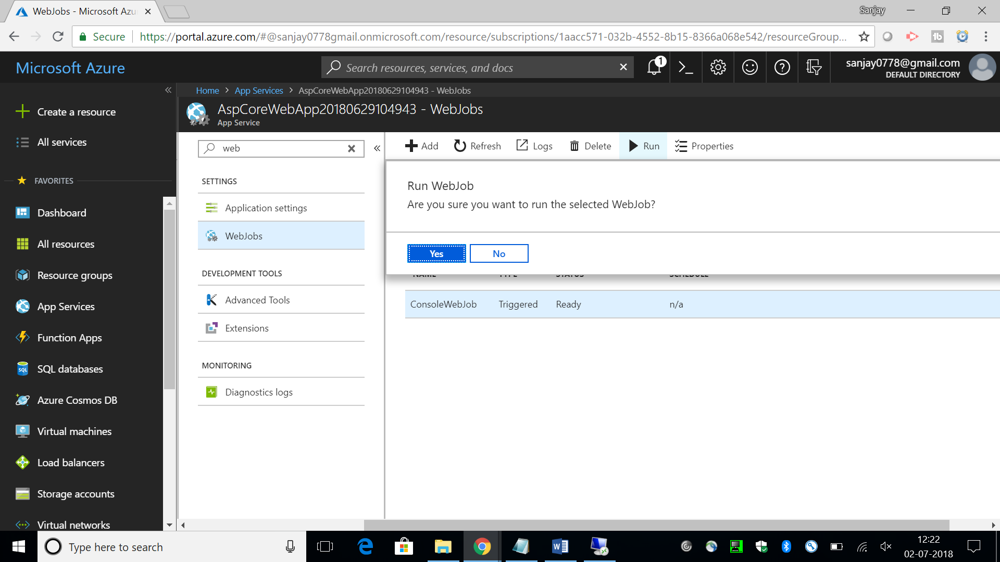 WebJobs - Microsoft Azu
Sanjay
Secure
https://portal.azure.com/#@sanjay0778gmail.onmicrosoft.com/resource/subscriptions/1aacc571-032b-4552-8b15-8366a068e542/resourceGroup...
Microsoft Azure
Search resources, services, and docs
1
sanjay0778@gmail.com
DEFAULT DIRECTORY
Home > App Services > AspCoreWebApp20180629104943 - WebJobs
AspCoreWebApp20180629104943 - WebJobs
App Service
Create a resource
All services
FAVORITES
Dashboard
All resources
Resource groups
App Services
Function Apps
SQL
SQL databases
Azure Cosmos DB
Virtual machines
Load balancers
Storage accounts
Virtual networks
web
SETTINGS
Application settings
WebJobs
DEVELOPMENT TOOLS
Advanced Tools
Extensions
MONITORING
Diagnostics logs
Add
Refresh
Logs
Delete
Run
Properties
Run WebJob
Are you sure you want to run the selected WebJob?
Yes
No
NAME TYPE STATUS SCHEDULE
ConsoleWebJob Triggered Ready n/a
Type here to search
12:22
02-07-2018